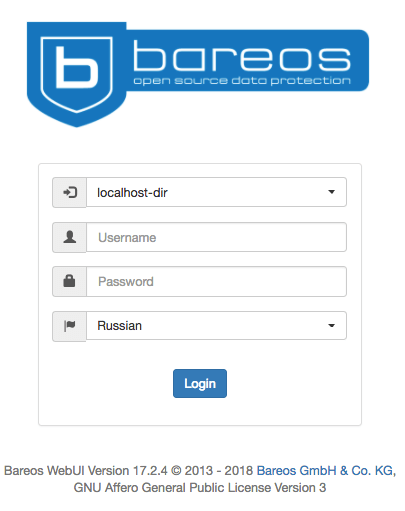 b bareos
open source data protection
localhost-dir
Username
Password
Russian
Login
Bareos WebUI Version 17.2.4 © 2013 - 2018 Bareos GmbH & Co. KG,
GNU Affero General Public License Version 3